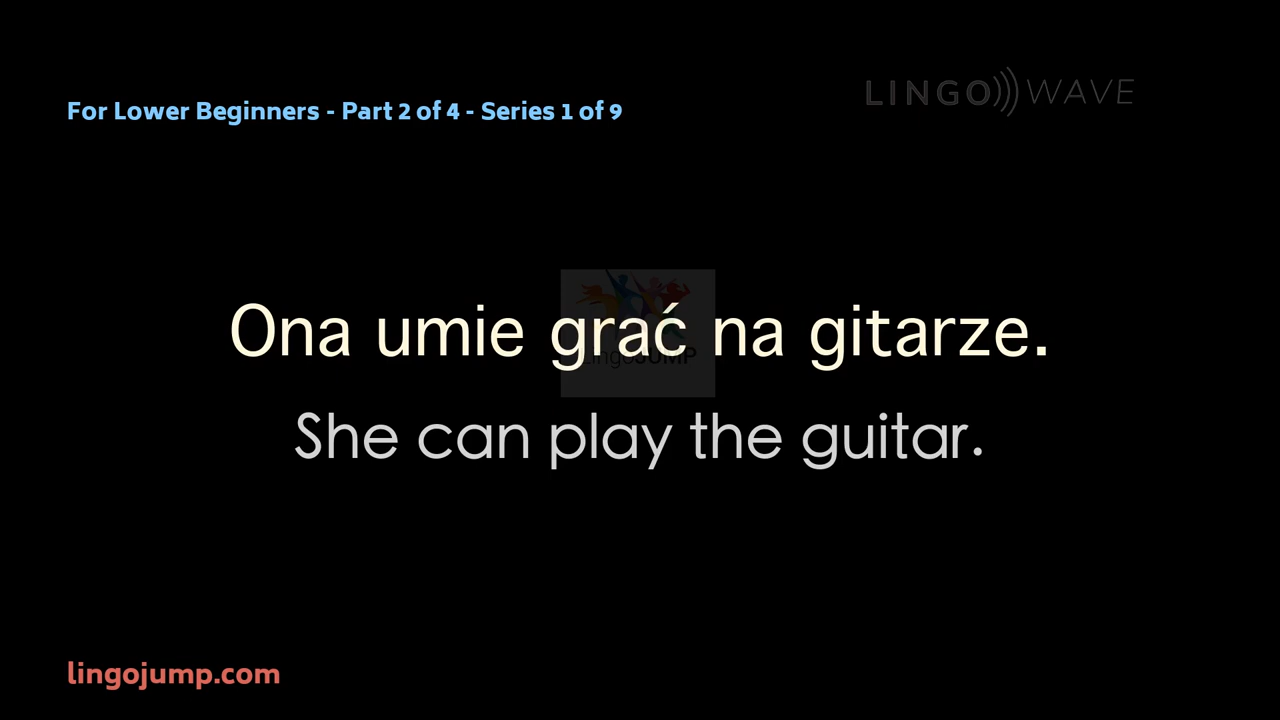 LINGO WAVE
For Lower Beginners - Part 2 of 4 - Series 1 of 9
Ona umie grać na gitarze.
LingoJUMP
She can play the guitar.
lingojump.com